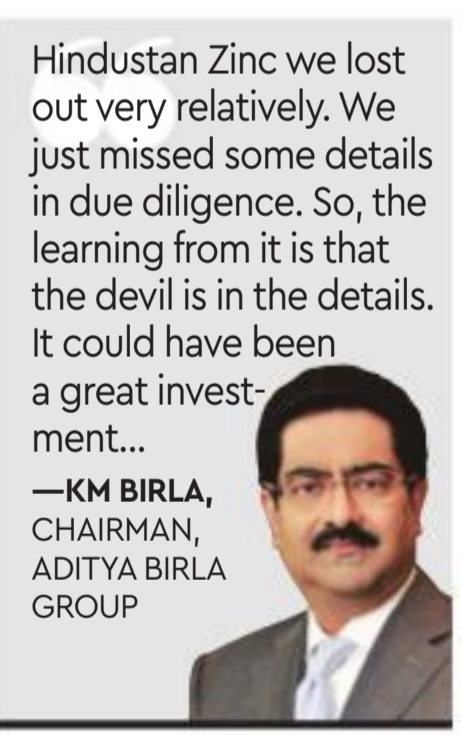 Hindustan Zinc we lost
out very relatively. We
just missed some details
in due diligence. So, the
learning from it is that
the devil is in the details.
It could have been
a great invest-
ment...
—KM BIRLA,
CHAIRMAN,
ADITYA BIRLA
GROUP